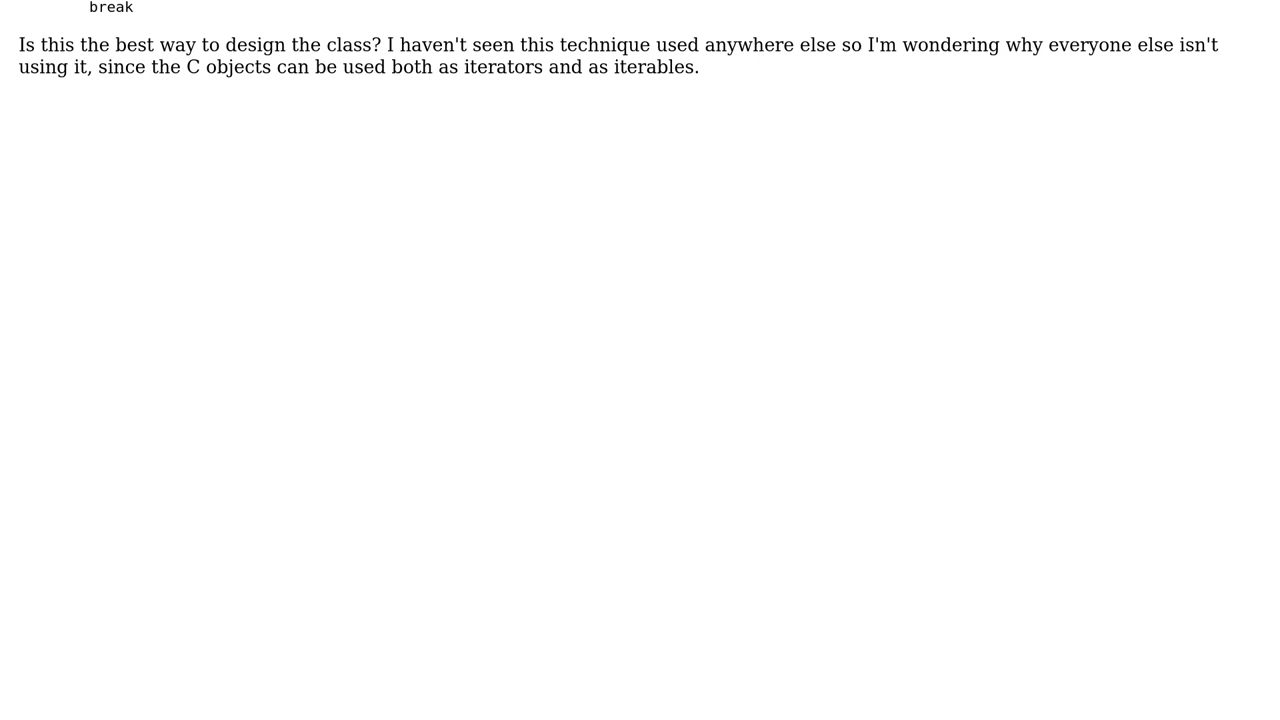 break
Is this the best way to design the class? I haven't seen this technique used anywhere else so I'm wondering why everyone else isn't
using it, since the C objects can be used both as iterators and as iterables.